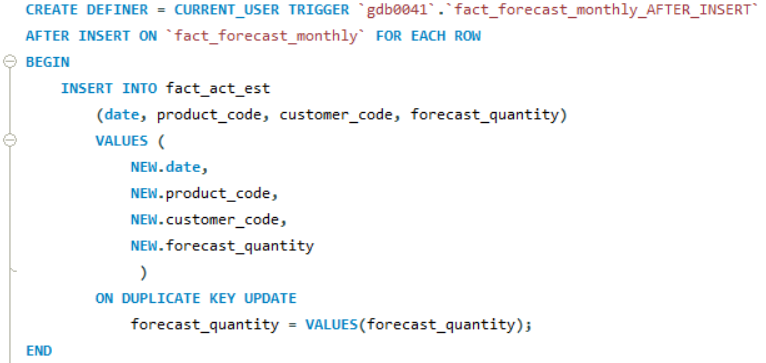 CREATE DEFINER = CURRENT_USER TRIGGER `gdb0041`.`fact_forecast_monthly_AFTER_INSERT`
AFTER INSERT ON `fact_forecast_monthly` FOR EACH ROW
BEGIN
INSERT INTO fact_act_est
(date, product_code, customer_code, forecast_quantity)
VALUES (
NEW.date,
NEW.product_code,
NEW.customer_code,
NEW.forecast_quantity
)
ON DUPLICATE KEY UPDATE
forecast_quantity = VALUES(forecast_quantity);
END